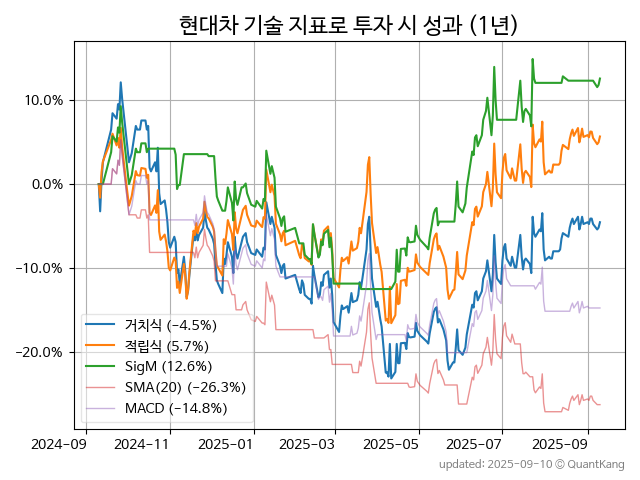 현대차 기술 지표로 투자 시 성과 (1년)
10.0%
0.0%
−10.0%
−20.0%
거치식 (−4.5%)
적립식 (5.7%)
SigM (12.6%)
SMA(20) (−26.3%)
MACD (−14.8%)
2024-09
2024-11
2025-01
2025-03
2025-05
2025-07
2025-09
updated: 2025-09-10 © QuantKang